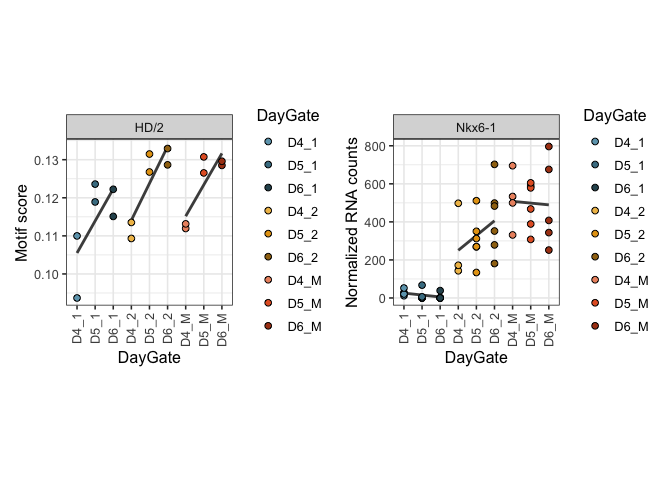 HD/2
Motif score
0.13
0.12
0.11
0.10
D4_1
D5_1
D6_1
D4_2
D5_2
D6_2
D4_M
D5_M
D6_M
DayGate
DayGate
D4_1
D5_1
D6_1
D4_2
D5_2
D6_2
D4_M
D5_M
D6_M
Nkx6-1
Normalized RNA counts
800
600
400
200
0
D4_1
D5_1
D6_1
D4_2
D5_2
D6_2
D4_M
D5_M
D6_M
DayGate
DayGate
D4_1
D5_1
D6_1
D4_2
D5_2
D6_2
D4_M
D5_M
D6_M